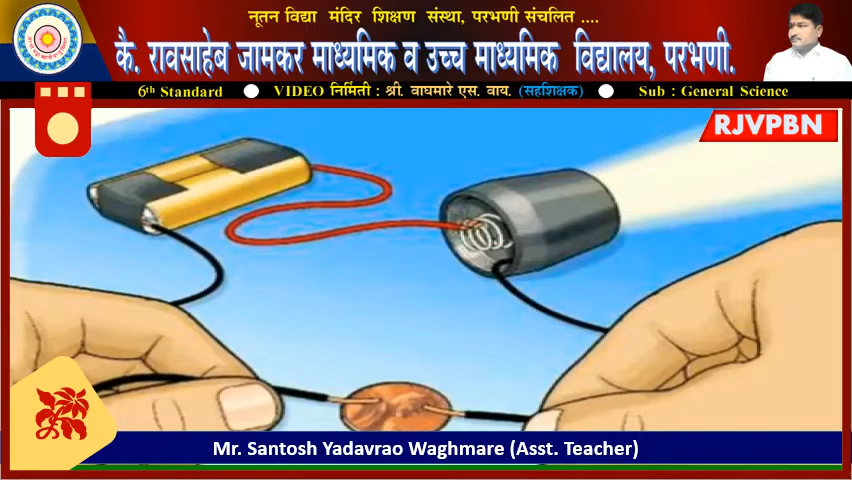 नूतन विद्या मंदिर शिक्षण संस्था, परभणी संचलित ....
कै. रावसाहेब जामकर माध्यमिक व उच्च माध्यमिक विद्यालय, परभणी.
6th Standard ● VIDEO निर्मिती : श्री. वाघमारे एस. वाय. (सहशिक्षक) ● Sub : General Science
RJVPBN
Mr. Santosh Yadavrao Waghmare (Asst. Teacher)